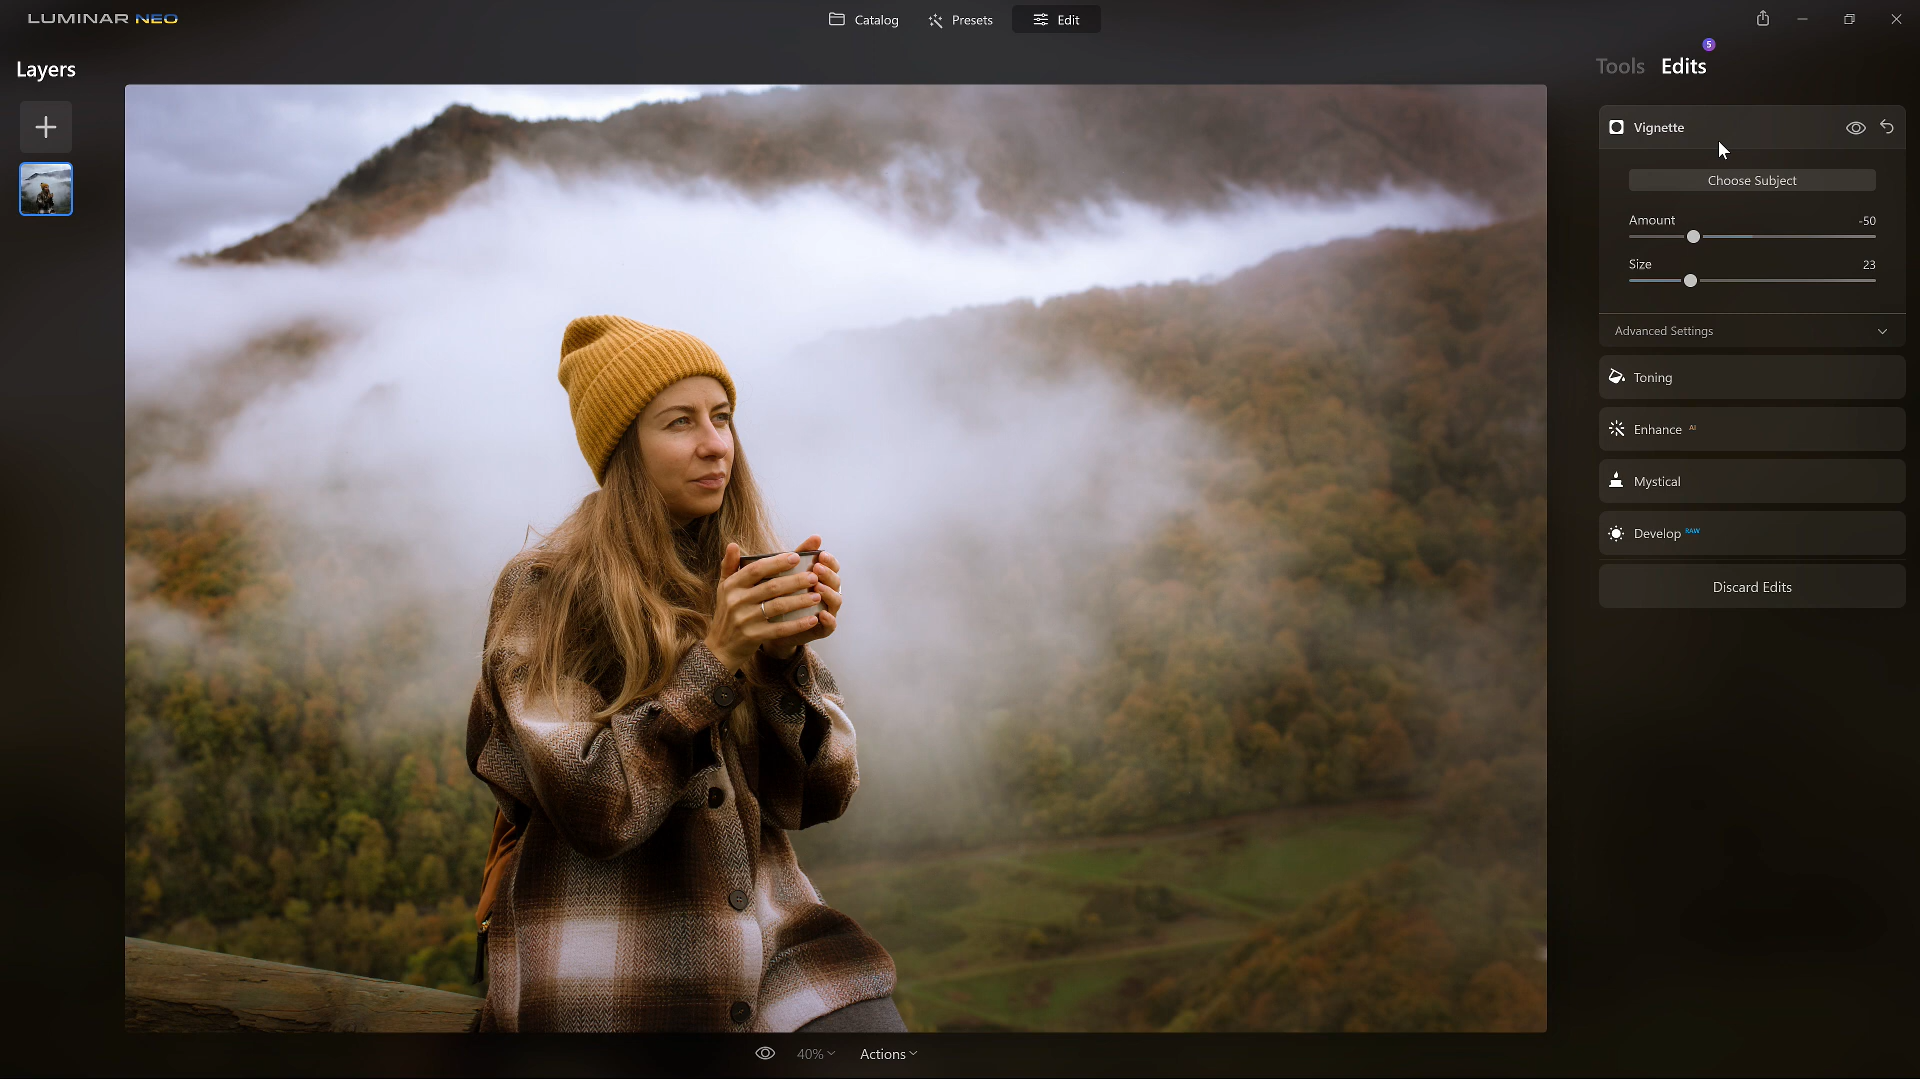 LUMINAR NEO
Catalog
Presets
Edit
Layers
Tools
Edits
5
Vignette
Choose Subject
Amount -50
Size 23
Advanced Settings
Toning
Enhance AI
Mystical
Develop RAW
Discard Edits
40%
Actions